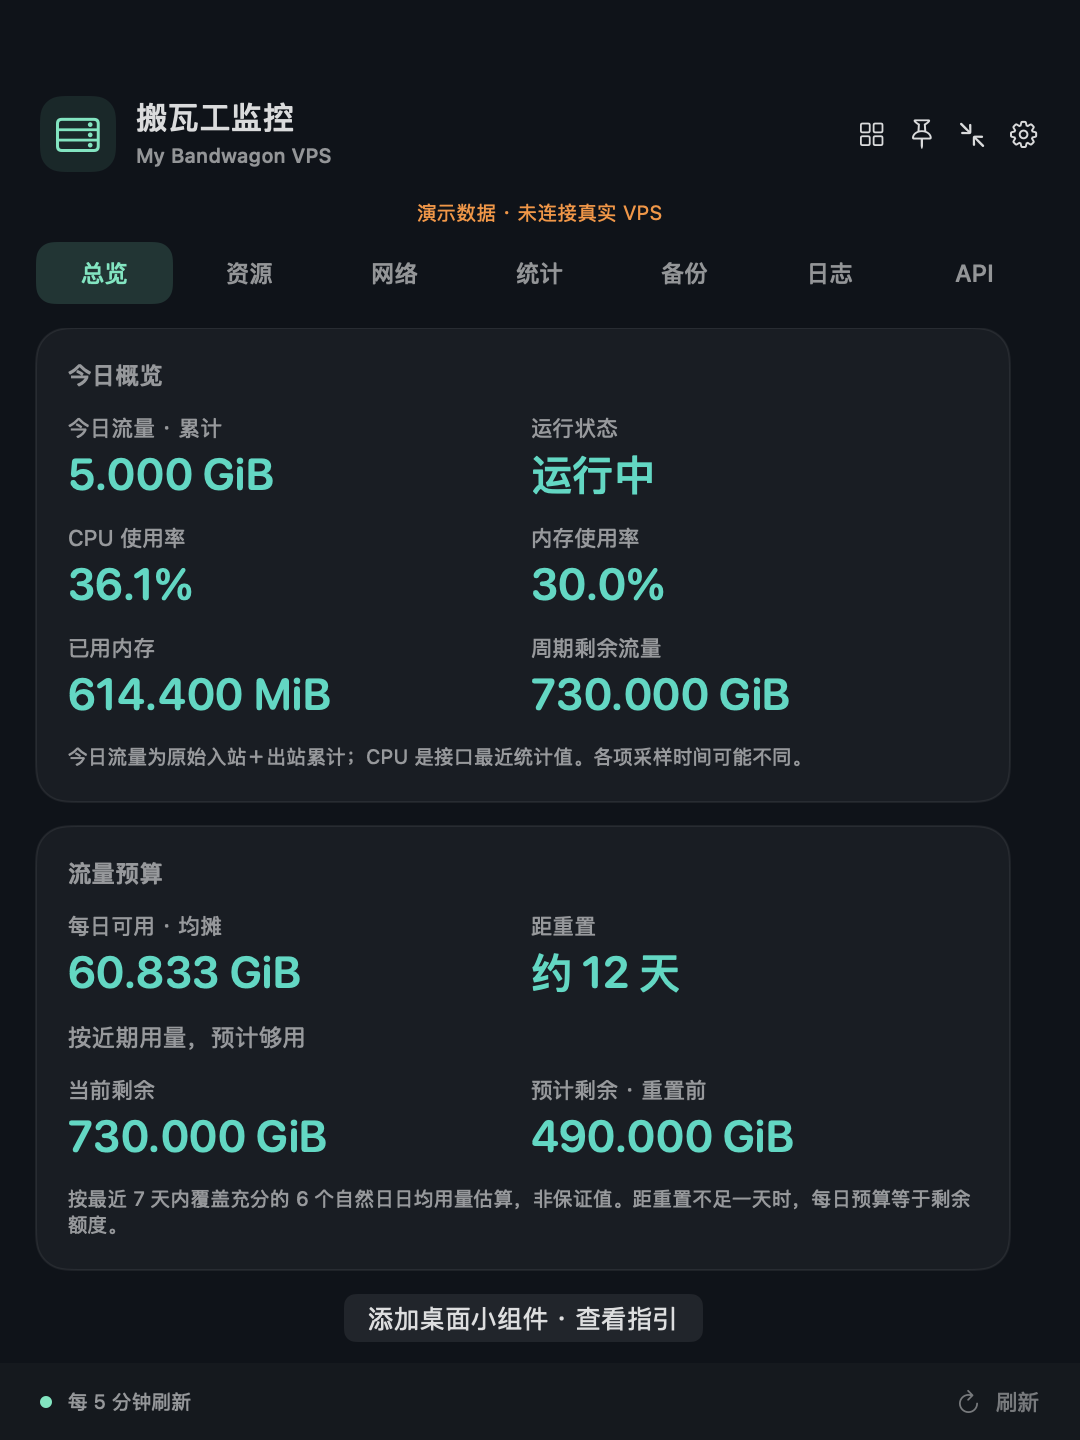 搬瓦工监控
My Bandwagon VPS
演示数据 · 未连接真实 VPS
总览 资源 网络 统计 备份 日志 API
今日概览
今日流量 · 累计 运行状态
5.000 GiB 运行中
CPU 使用率 内存使用率
36.1% 30.0%
已用内存 周期剩余流量
614.400 MiB 730.000 GiB
今日流量为原始入站＋出站累计；CPU 是接口最近统计值。各项采样时间可能不同。
流量预算
每日可用 · 均摊 距重置
60.833 GiB 约 12 天
按近期用量，预计够用
当前剩余 预计剩余 · 重置前
730.000 GiB 490.000 GiB
按最近 7 天内覆盖充分的 6 个自然日日均用量估算，非保证值。距重置不足一天时，每日预算等于剩余
额度。
添加桌面小组件 · 查看指引
每 5 分钟刷新 刷新